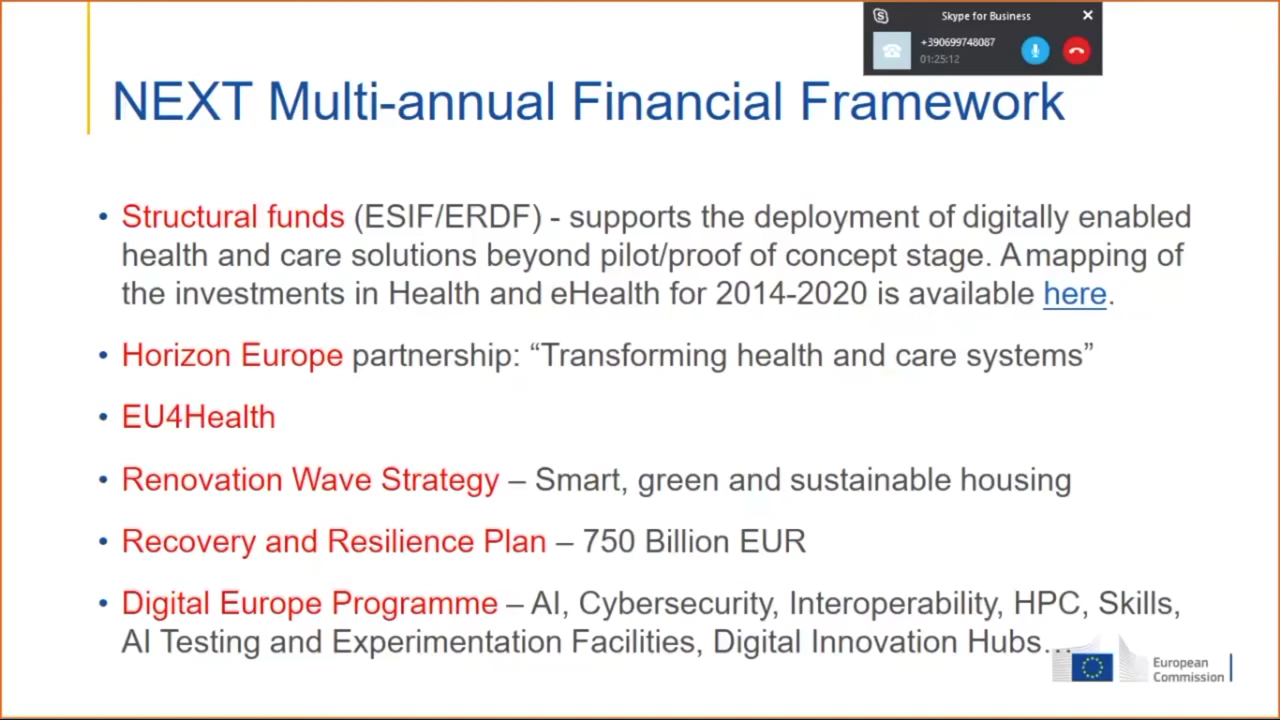 Skype for Business
+390699748087
01:25:12
NEXT Multi-annual Financial Framework
• Structural funds (ESIF/ERDF) - supports the deployment of digitally enabled
health and care solutions beyond pilot/proof of concept stage. A mapping of
the investments in Health and eHealth for 2014-2020 is available here.
• Horizon Europe partnership: “Transforming health and care systems”
• EU4Health
• Renovation Wave Strategy – Smart, green and sustainable housing
• Recovery and Resilience Plan – 750 Billion EUR
• Digital Europe Programme – AI, Cybersecurity, Interoperability, HPC, Skills,
AI Testing and Experimentation Facilities, Digital Innovation Hubs...
European
Commission